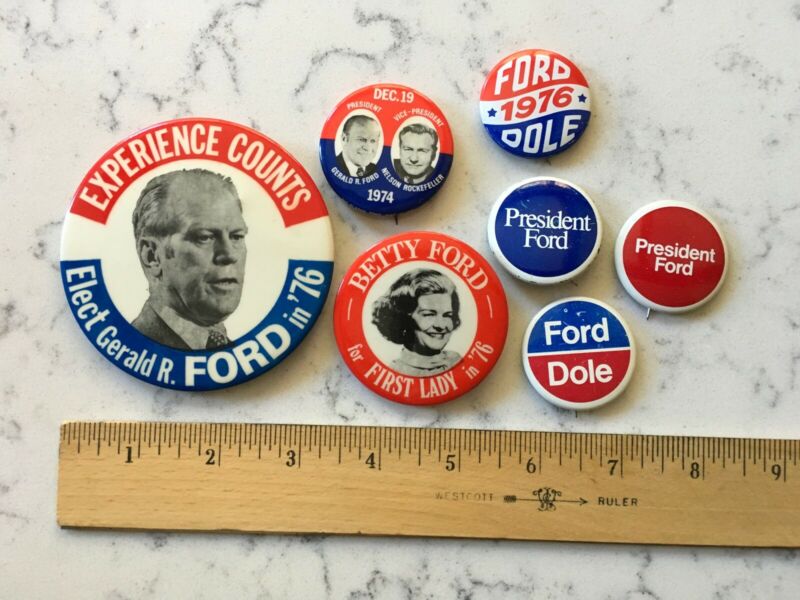 EXPERIENCE COUNTS
Elect Gerald R. FORD in '76
DEC. 19
PRESIDENT
VICE-PRESIDENT
GERALD R. FORD
NELSON ROCKEFELLER
1974
FORD
1976
DOLE
President
Ford
President
Ford
BETTY FORD
for FIRST LADY in '76
Ford
Dole
1 2 3 4 5 6 7 8 9
WESTCOTT RULER